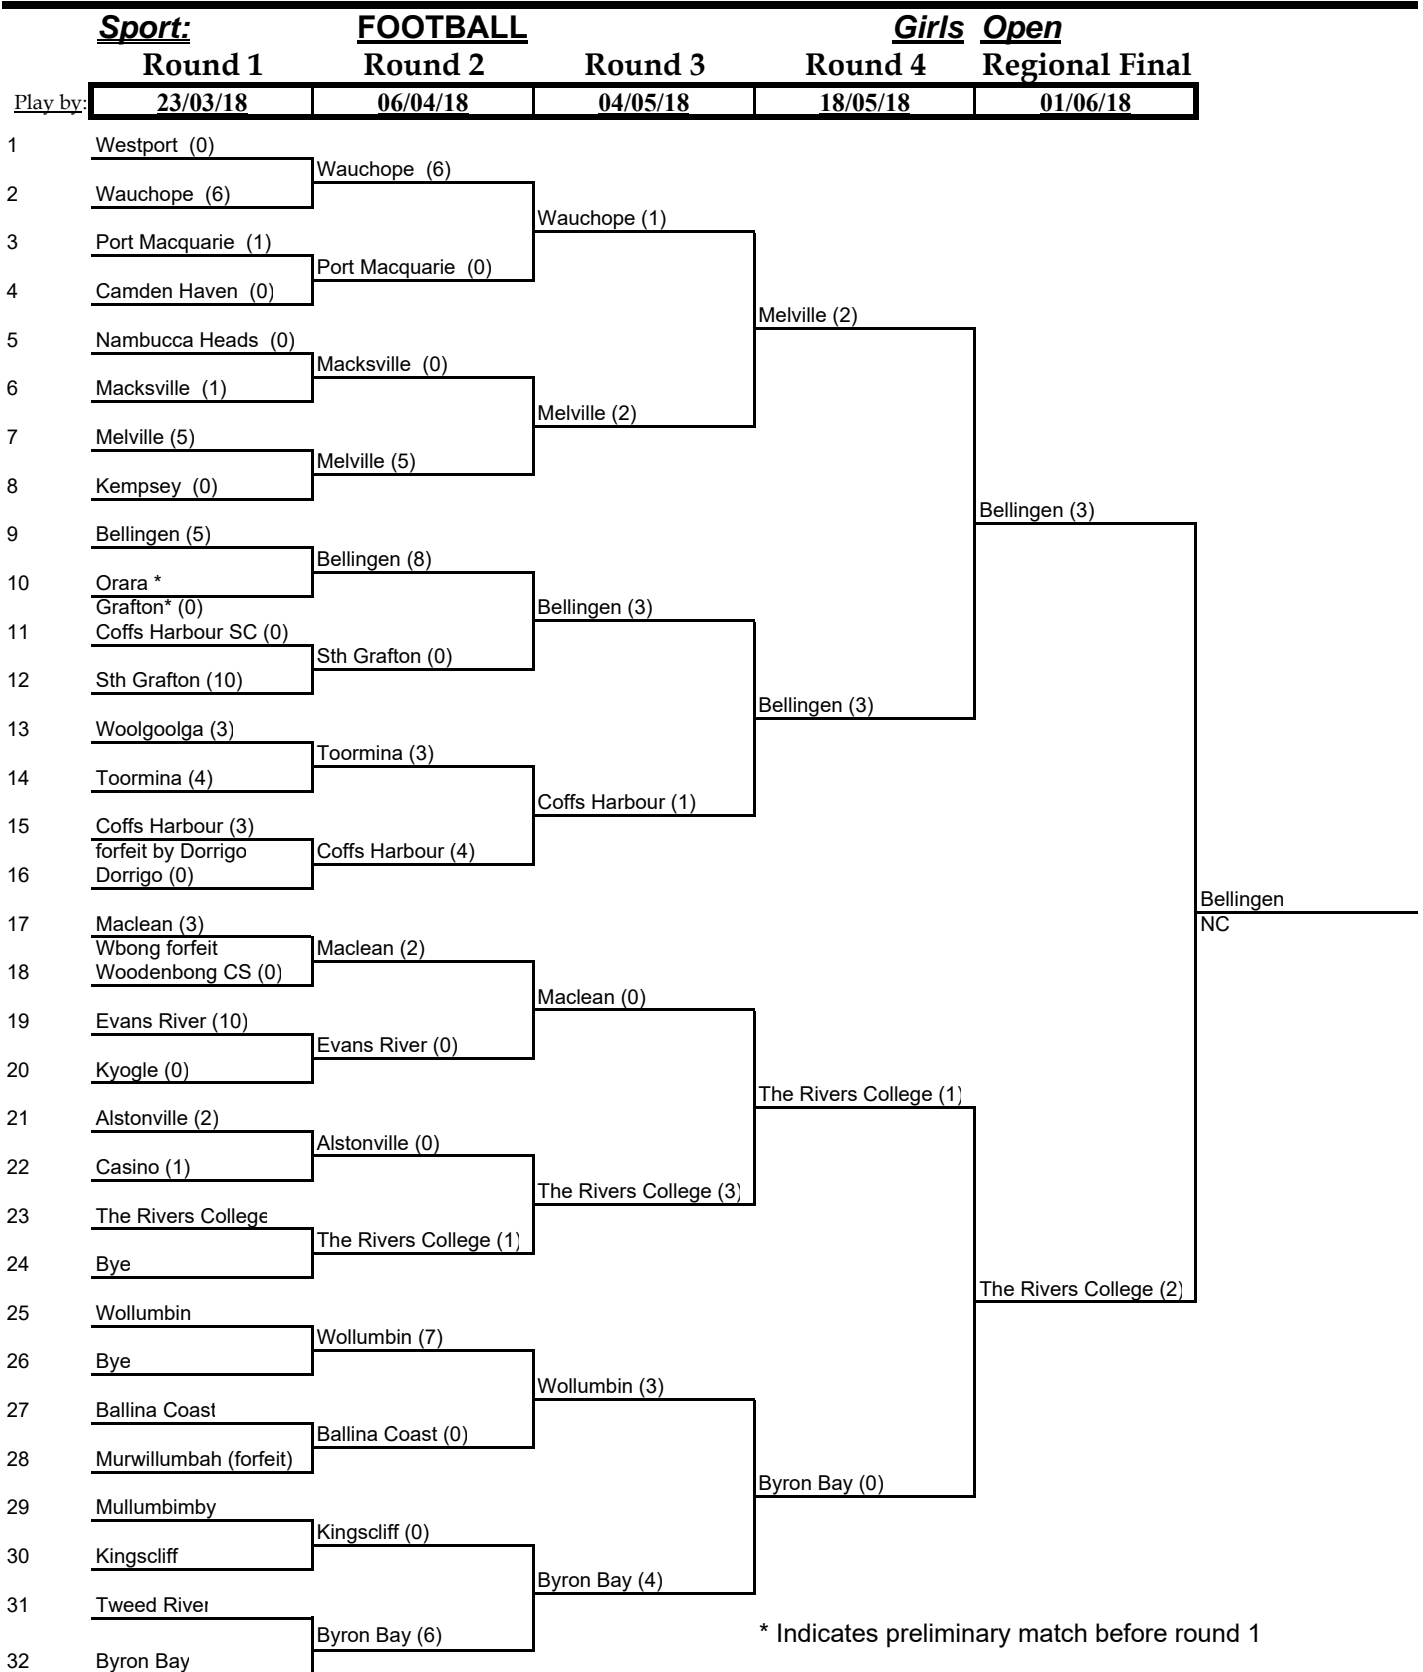 Sport: FOOTBALL Girls Open
Round 1 Round 2 Round 3 Round 4 Regional Final
Play by: 23/03/18 06/04/18 04/05/18 18/05/18 01/06/18
1 Westport (0)
Wauchope (6)
2 Wauchope (6)
Wauchope (1)
3 Port Macquarie (1)
Port Macquarie (0)
4 Camden Haven (0)
Melville (2)
5 Nambucca Heads (0)
Macksville (0)
6 Macksville (1)
Melville (2)
7 Melville (5)
Melville (5)
8 Kempsey (0)
Bellingen (3)
9 Bellingen (5)
Bellingen (8)
10 Orara *
Grafton* (0) Bellingen (3)
11 Coffs Harbour SC (0)
Sth Grafton (0)
12 Sth Grafton (10)
Bellingen (3)
13 Woolgoolga (3)
Toormina (3)
14 Toormina (4)
Coffs Harbour (1)
15 Coffs Harbour (3)
forfeit by Dorrigo Coffs Harbour (4)
16 Dorrigo (0)
Bellingen
17 Maclean (3) NC
Wbong forfeit Maclean (2)
18 Woodenbong CS (0)
Maclean (0)
19 Evans River (10)
Evans River (0)
20 Kyogle (0)
The Rivers College (1)
21 Alstonville (2)
Alstonville (0)
22 Casino (1)
The Rivers College (3)
23 The Rivers College
The Rivers College (1)
24 Bye
The Rivers College (2)
25 Wollumbin
Wollumbin (7)
26 Bye
Wollumbin (3)
27 Ballina Coast
Ballina Coast (0)
28 Murwillumbah (forfeit)
Byron Bay (0)
29 Mullumbimby
Kingscliff (0)
30 Kingscliff
Byron Bay (4)
31 Tweed River
Byron Bay (6) * Indicates preliminary match before round 1
32 Byron Bay